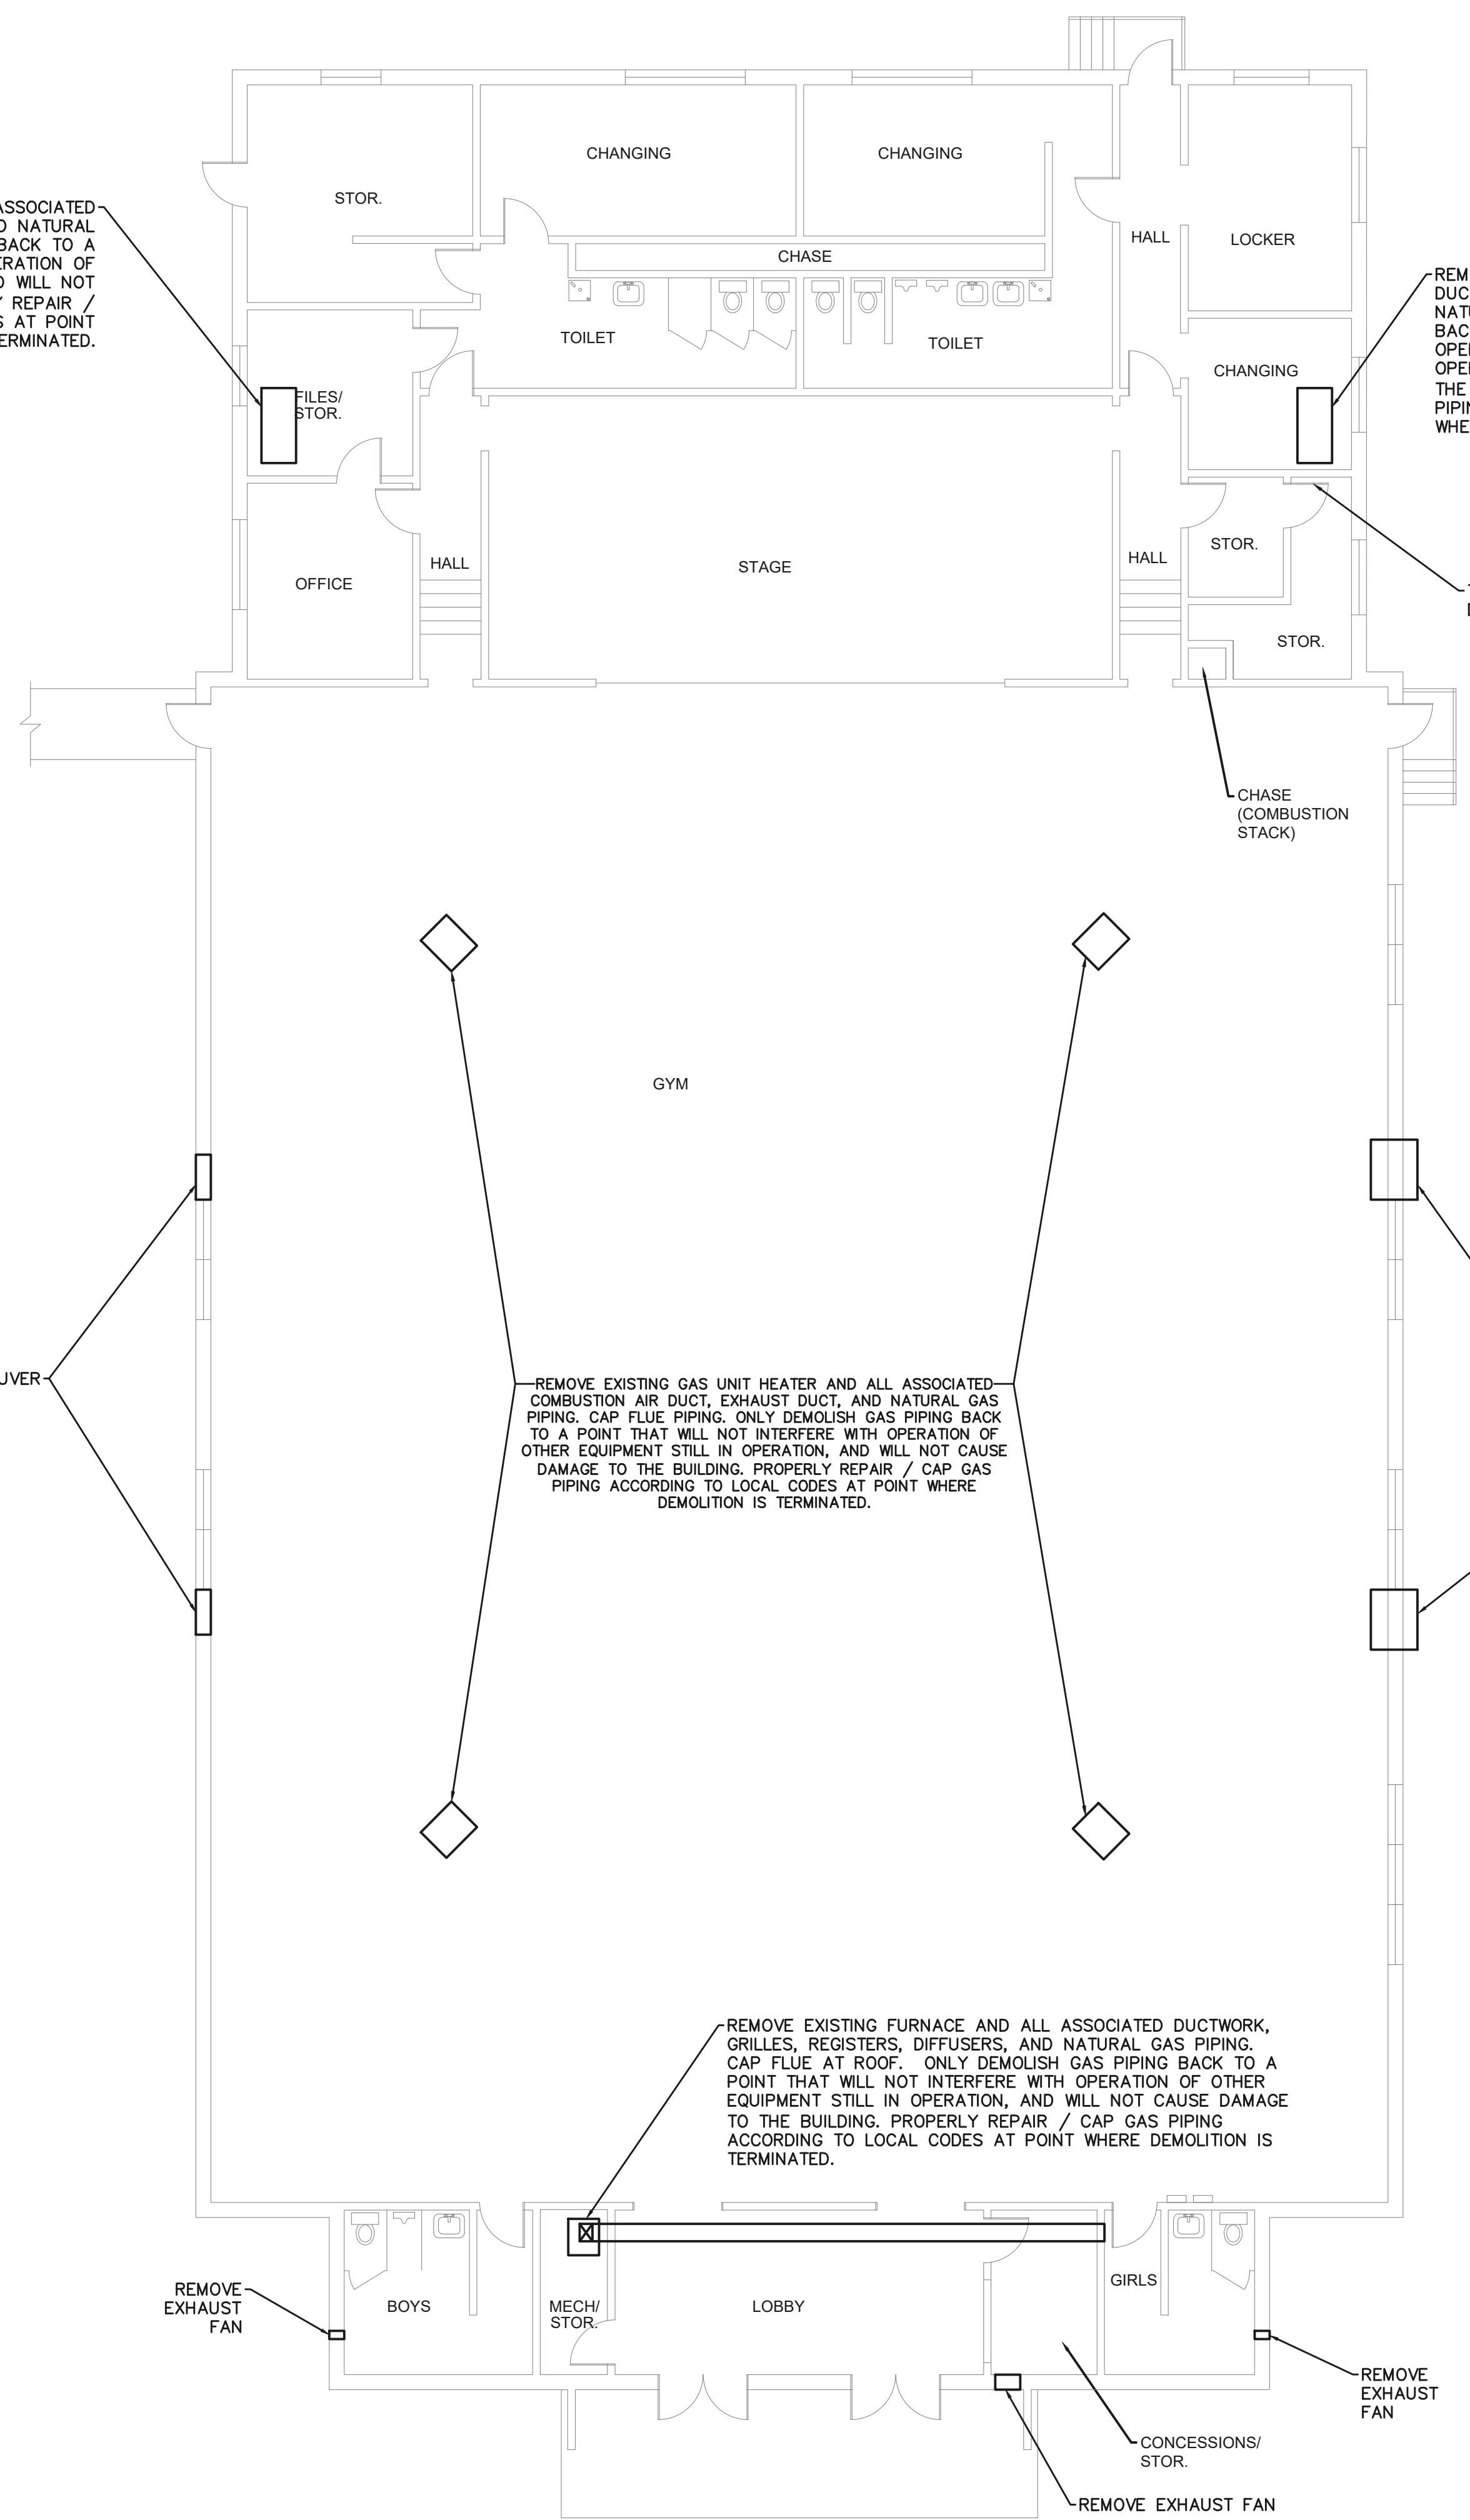 CHANGING
CHANGING
STOR.
HALL
LOCKER
CHASE
TOILET
TOILET
ASSOCIATED
NATURAL
BACK TO A
OF
WILL NOT
REPAIR /
AT POINT
DUC
BAC
THE
CHANGING
FILES/
STOR.
HALL
OFFICE
STAGE
HALL
STOR.
STOR.
CHASE
(COMBUSTION
STACK)
GYM
REMOVE EXISTING GAS UNIT HEATER AND ALL ASSOCIATED
COMBUSTION AIR DUCT, EXHAUST DUCT, AND NATURAL GAS
PIPING. CAP FLUE PIPING. ONLY DEMOLISH GAS PIPING BACK
TO A POINT THAT WILL NOT INTERFERE WITH OPERATION OF
OTHER EQUIPMENT STILL IN OPERATION, AND WILL NOT CAUSE
DAMAGE TO THE BUILDING. PROPERLY REPAIR / CAP GAS
PIPING ACCORDING TO LOCAL CODES AT POINT WHERE
DEMOLITION IS TERMINATED.
REMOVE EXISTING FURNACE AND ALL ASSOCIATED DUCTWORK,
GRILLES, REGISTERS, DIFFUSERS, AND NATURAL GAS PIPING.
CAP FLUE AT ROOF. ONLY DEMOLISH GAS PIPING BACK TO A
POINT THAT WILL NOT INTERFERE WITH OPERATION OF OTHER
EQUIPMENT STILL IN OPERATION, AND WILL NOT CAUSE DAMAGE
TO THE BUILDING. PROPERLY REPAIR / CAP GAS PIPING
ACCORDING TO LOCAL CODES AT POINT WHERE DEMOLITION IS
TERMINATED.
REMOVE
EXHAUST
FAN
BOYS
MECH/
STOR.
LOBBY
GIRLS
REMOVE
EXHAUST
FAN
CONCESSIONS/
STOR.
REMOVE EXHAUST FAN